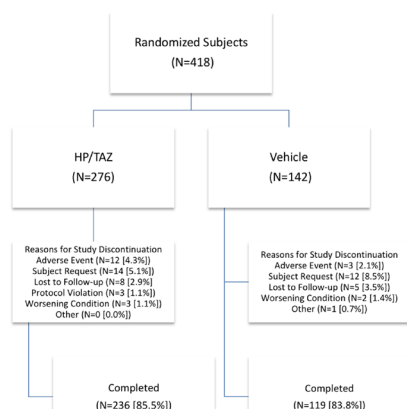 Randomized Subjects
(N=418)
HP/TAZ
(N=276)
Vehicle
(N=142)
Reasons for Study Discontinuation
Adverse Event (N=12 [4.3%]
Subject Request (N=14 [5.1%]
Lost to Follow-up (N=8 [2.9%]
Protocol Violation (N=3 [1.1%]
Worsening Condition (N=3 [1.1%]
Other (N=0 [0.0%])
Reasons for Study Discontinuation
Adverse Event (N=3 [2.1%]
Subject Request (N=12 [8.5%]
Lost to Follow-up (N=5 [3.5%]
Worsening Condition (N=2 [1.4%]
Other (N=1 [0.7%])
Completed
(N=236 [85.5%])
Completed
(N=119 [83.8%])